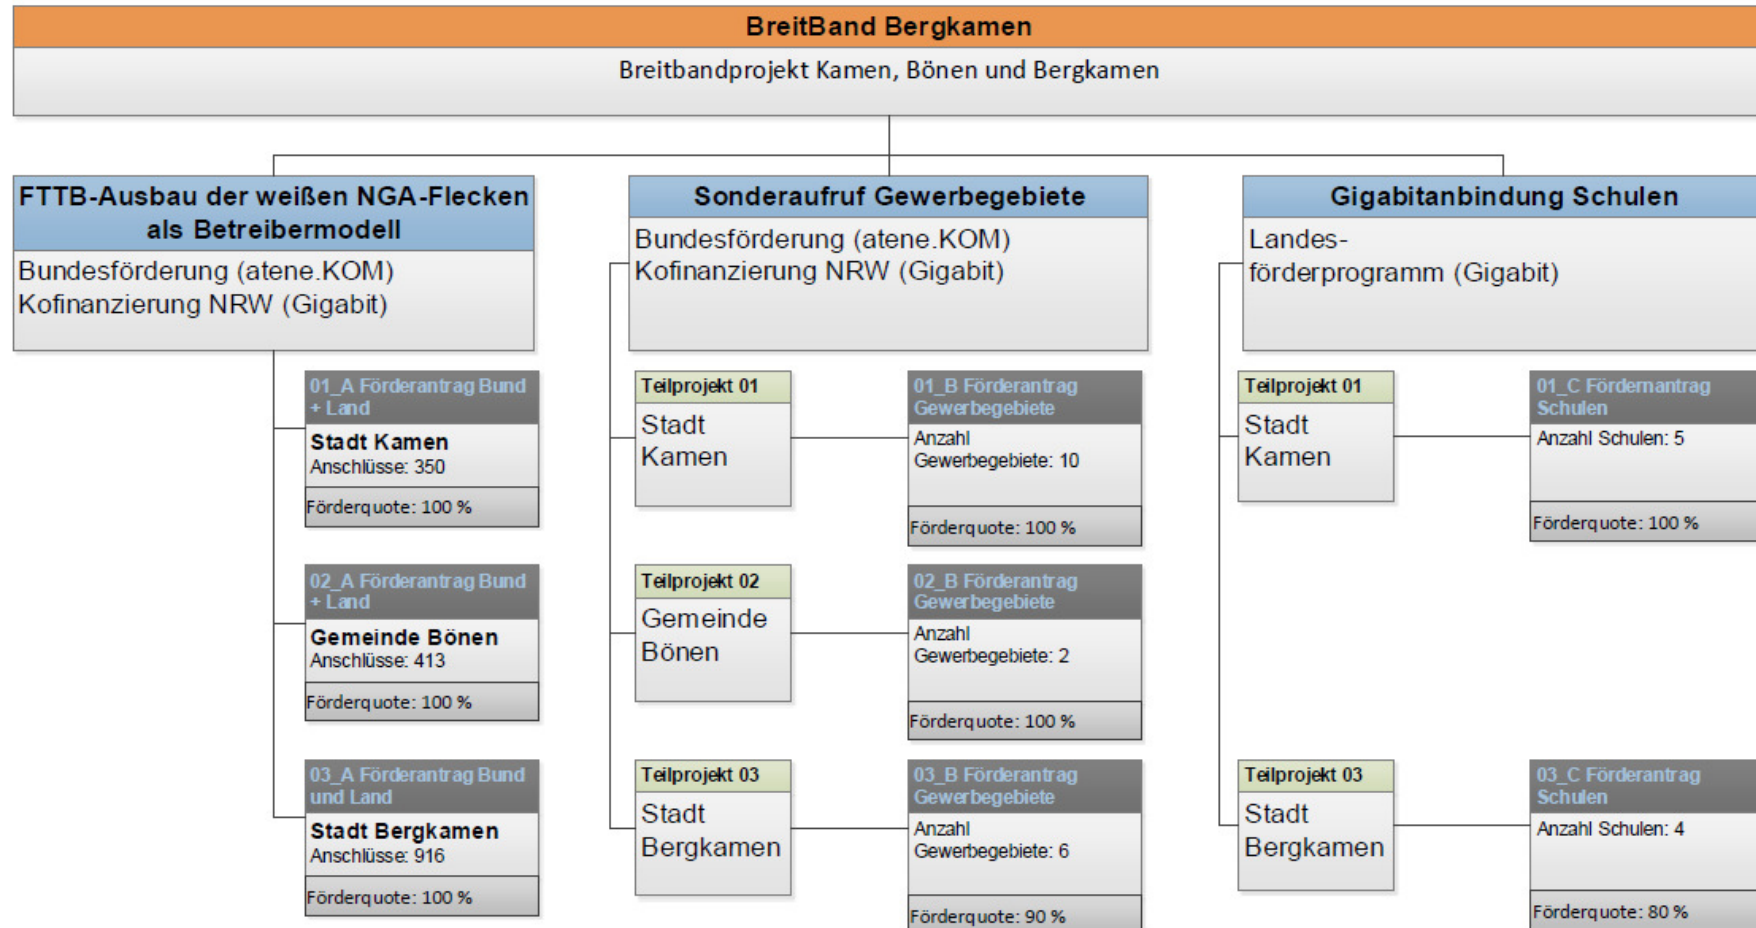 BreitBand Bergkamen
Breitbandprojekt Kamen, Bönen und Bergkamen
FTTB-Ausbau der weißen NGA-Flecken
als Betreibermodell
Bundesförderung (atene.KOM)
Kofinanzierung NRW (Gigabit)
01_A Förderantrag Bund
+ Land
Stadt Kamen
Anschlüsse: 350
Förderquote: 100 %
02_A Förderantrag Bund
+ Land
Gemeinde Bönen
Anschlüsse: 413
Förderquote: 100 %
03_A Förderantrag Bund
und Land
Stadt Bergkamen
Anschlüsse: 916
Förderquote: 100 %
Sonderaufruf Gewerbegebiete
Bundesförderung (atene.KOM)
Kofinanzierung NRW (Gigabit)
Teilprojekt 01
Stadt
Kamen
01_B Förderantrag
Gewerbegebiete
Anzahl
Gewerbegebiete: 10
Förderquote: 100 %
Teilprojekt 02
Gemeinde
Bönen
02_B Förderantrag
Gewerbegebiete
Anzahl
Gewerbegebiete: 2
Förderquote: 100 %
Teilprojekt 03
Stadt
Bergkamen
03_B Förderantrag
Gewerbegebiete
Anzahl
Gewerbegebiete: 6
Förderquote: 90 %
Gigabitanbindung Schulen
Landes-
förderprogramm (Gigabit)
Teilprojekt 01
Stadt
Kamen
01_C Fördernantrag
Schulen
Anzahl Schulen: 5
Förderquote: 100 %
Teilprojekt 03
Stadt
Bergkamen
03_C Förderantrag
Schulen
Anzahl Schulen: 4
Förderquote: 80 %